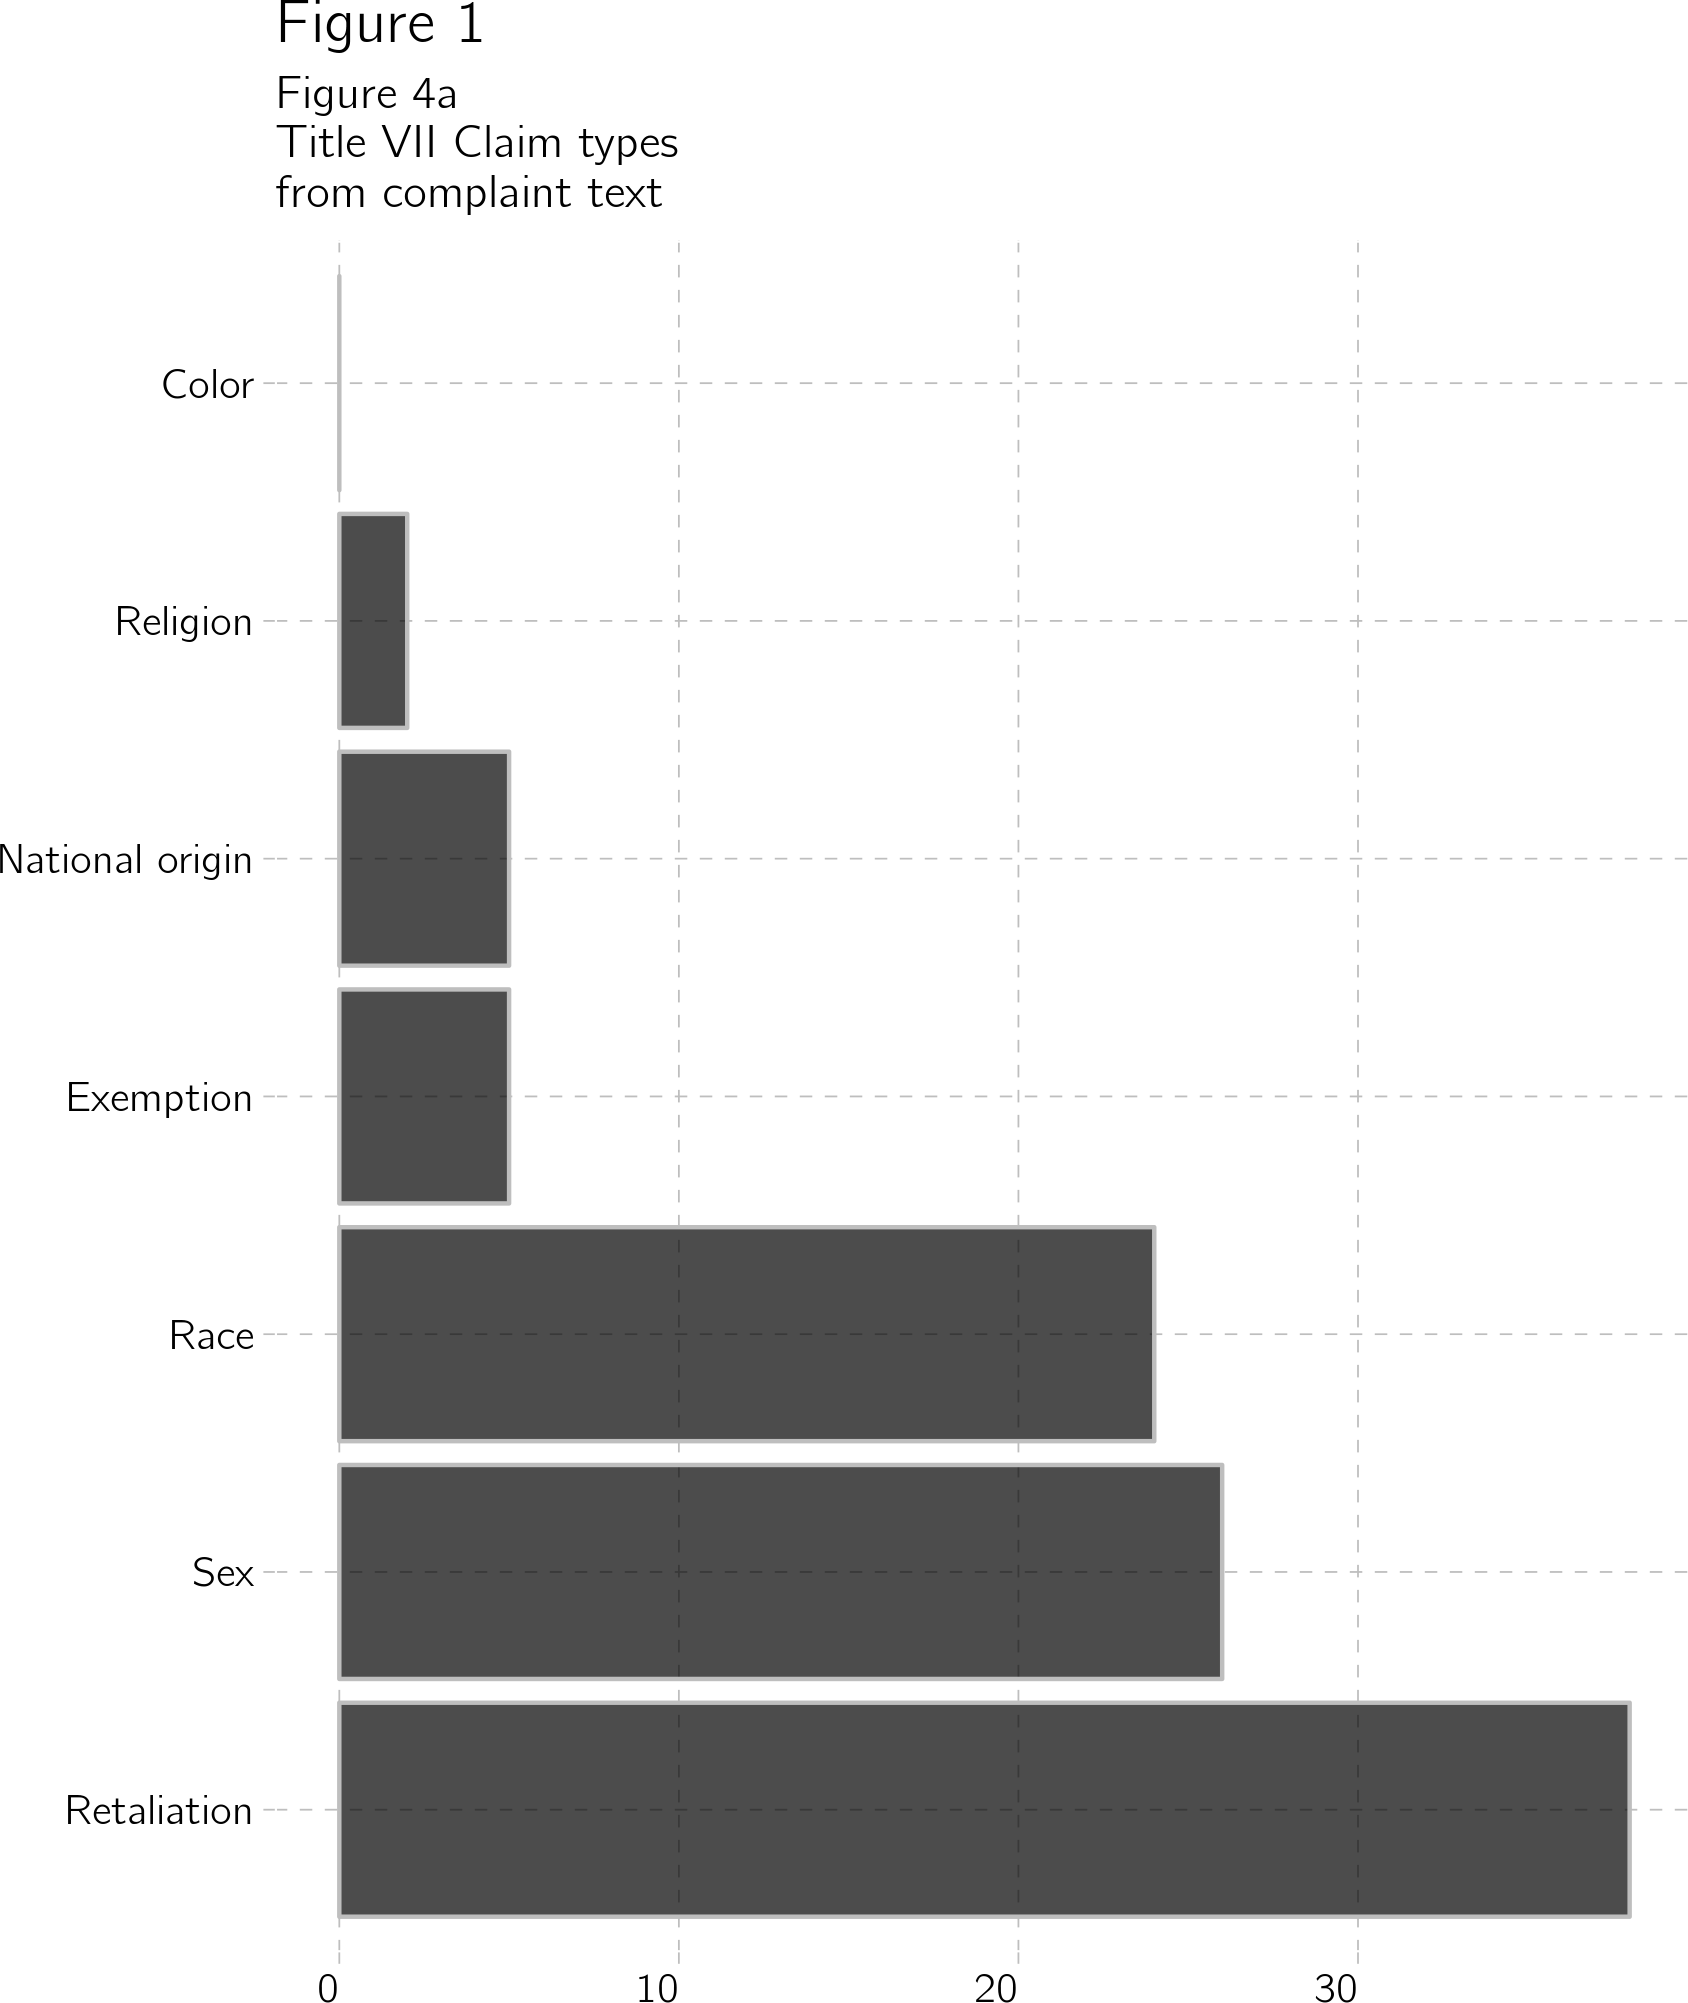 Figure 1
Figure 4a
Title VII Claim types
from complaint text
Color
Religion
National origin
Exemption
Race
Sex
Retaliation
0 10 20 30